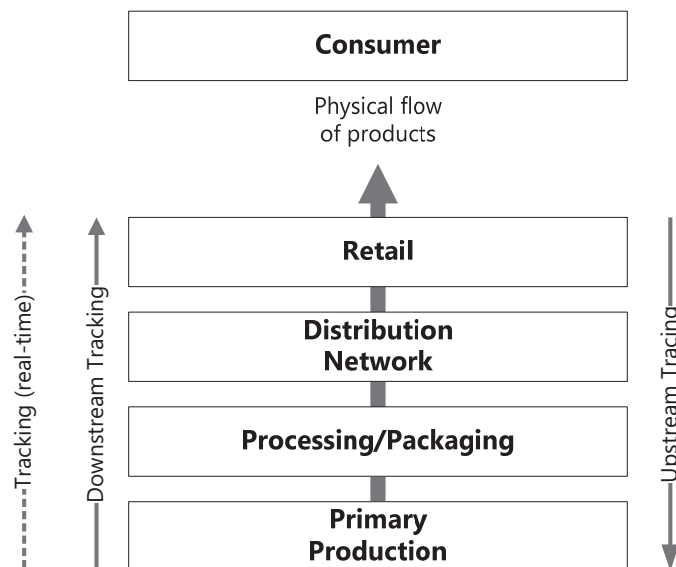 Consumer
Physical flow
of products
Retail
Distribution
Network
Processing/Packaging
Primary
Production
Tracking (real-time)
Downstream Tracking
Upstream Tracing